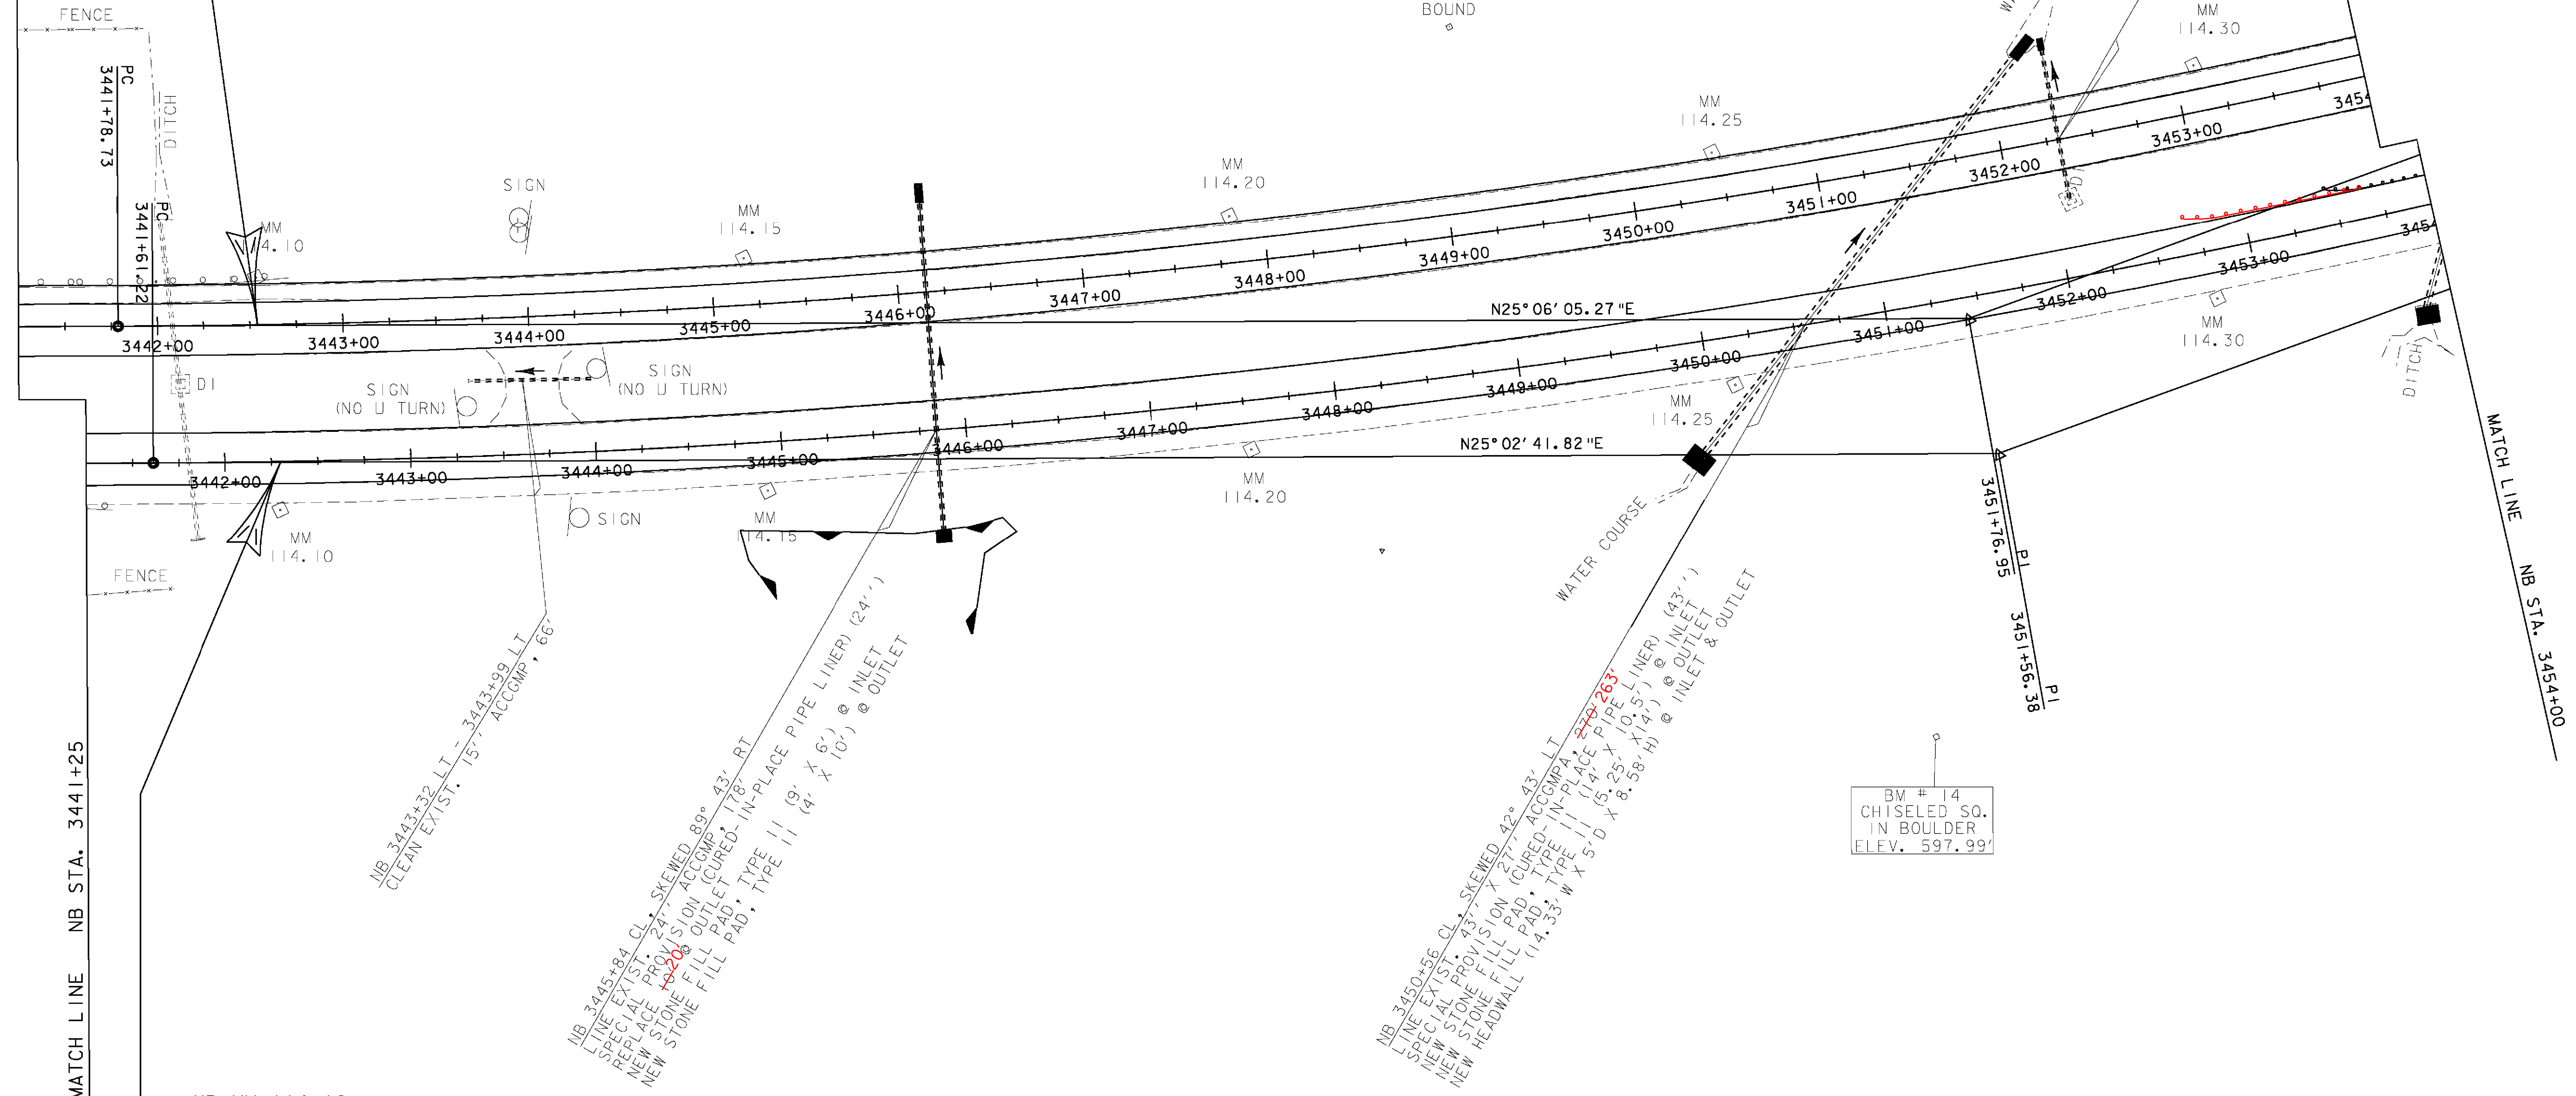 FENCE
BOUND
MM
114.30
PC
3441+78.73
DITCH
PC
3441+61.22
MM
114.10
SIGN
MM
114.15
MM
114.20
MM
114.25
3442+00
3443+00
3444+00
3445+00
3446+00
3447+00
3448+00
3449+00
3450+00
3451+00
3452+00
3453+00
N25° 06' 05.27"E
DI
DI
SIGN
(NO U TURN)
SIGN
(NO U TURN)
3442+00
3443+00
3444+00
3445+00
3446+00
3447+00
3448+00
3449+00
3450+00
3451+00
3452+00
3453+00
N25° 02' 41.82"E
MM
114.10
SIGN
MM
114.15
MM
114.20
MM
114.25
MM
114.30
DITCH
FENCE
WATER COURSE
PI
3451+76.95
PI
3451+56.38
MATCH LINE NB STA. 3454+00
MATCH LINE NB STA. 3441+25
NB 3443+32 LT - 3443+99 LT
CLEAN EXIST. 15'' ACCGMP, 66'
NB 3445+84 CL, SKEWED 89° 43' RT
LINE EXIST. 24'' ACCGMP, 178'
SPECIAL PROVISION (CURED-IN-PLACE PIPE LINER) (24'')
REPLACE 10' 20' @ OUTLET
NEW STONE FILL PAD, TYPE II (9' X 6') @ INLET
NEW STONE FILL PAD, TYPE II (4' X 10') @ OUTLET
NB 3450+56 CL, SKEWED 42° 43' LT
LINE EXIST. 43'' X 27'' ACCGMPA, 270' 263'
SPECIAL PROVISION (CURED-IN-PLACE PIPE LINER) (43'')
NEW STONE FILL PAD, TYPE II (14' X 10.5') @ INLET
NEW STONE FILL PAD, TYPE II (5.25' X14') @ OUTLET
NEW HEADWALL (14.33'W X 5'D X 8.58'H) @ INLET & OUTLET
BM # 14
CHISELED SQ.
IN BOULDER
ELEV. 597.99'